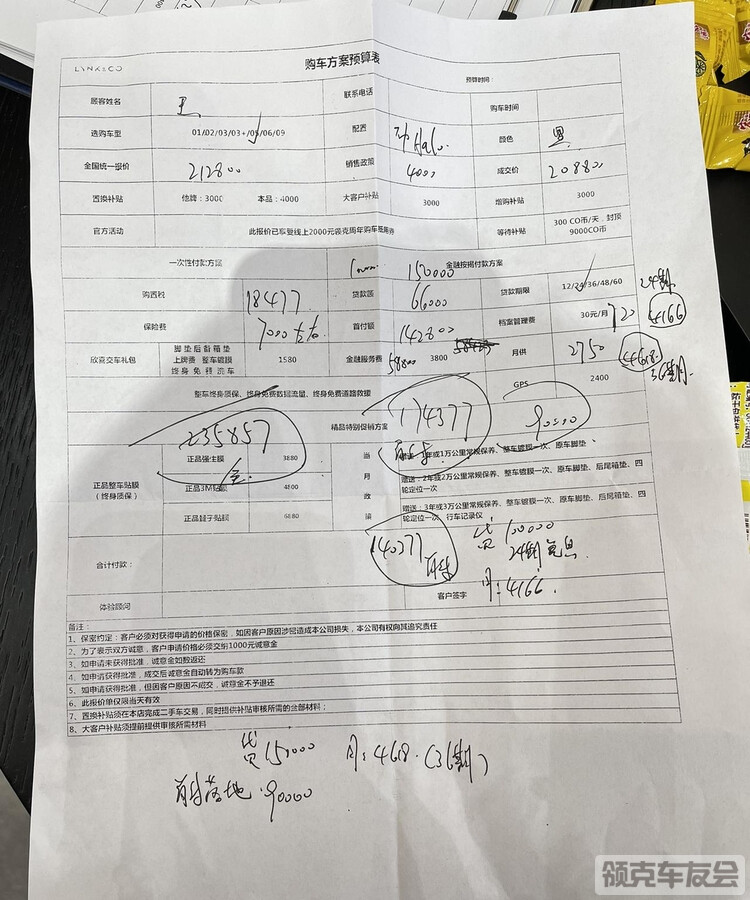 LYNK&CO
购车方案预算表
预算时间：
顾客姓名 王 联系电话 购车时间
选购车型 01/02/03/03+/05/06/09 配置 Halo 颜色 黑
全国统一报价 212800 销售政策 4000 成交价 208800
置换补贴 他牌：3000 本品：4000 大客户补贴 3000 增购补贴 3000
官方活动 此报价已享受线上2000元领克周年购车抵用券 等待补贴 300 CO币/天，封顶9000CO币
一次性付款方案 金融按揭付款方案
150000
购置税 18477 贷款额 66000 贷款期限 12/24/36/48/60
24期
4166
保险费 7000左右 首付额 142800 档案管理费 30元/月 720
欣喜交车礼包 脚垫后备箱垫 上牌费 整车镀膜 终身免费洗车 1580 金融服务费 58800 3800 月供 2750
4618
36期
GPS 2400
整车终身质保、终身免费数据流量、终身免费道路救援
精品特别促销方案
235857
全
174377
90000
正品整车贴膜（终身质保）
正品强生膜 3880
正品3M贴膜 4800
正品硅子贴膜 6880
当月政策
赠送：1年或1万公里常规保养、整车镀膜一次、原车脚垫、
赠送：2年或2万公里常规保养、整车镀膜一次、原车脚垫、后尾箱垫、四轮定位一次
赠送：3年或3万公里常规保养、整车镀膜一次、原车脚垫、后尾箱垫、四轮定位一次、行车记录仪
合计付款：
140377
贷 100000
24期免息
月：4166
体验顾问 客户签字
备注：
1、保密约定：客户必须对获得申请的价格保密，如因客户原因涉密造成本公司损失，本公司有权向其追究责任
2、为了表示双方诚意，客户申请价格必须交纳1000元诚意金
3、如申请未获得批准，诚意金如数返还
4、如申请获得批准，成交后诚意金自动转为购车款
5、如申请获得批准，但因客户原因不成交，诚意金不予退还
6、此报价单仅限当天有效
7、置换补贴须在本店完成二手车交易，同时提供补贴审核所需的全部材料；
8、大客户补贴须提前提供审核所需材料
贷150000 月：4618.（36期）
落地.90000
领克车友会